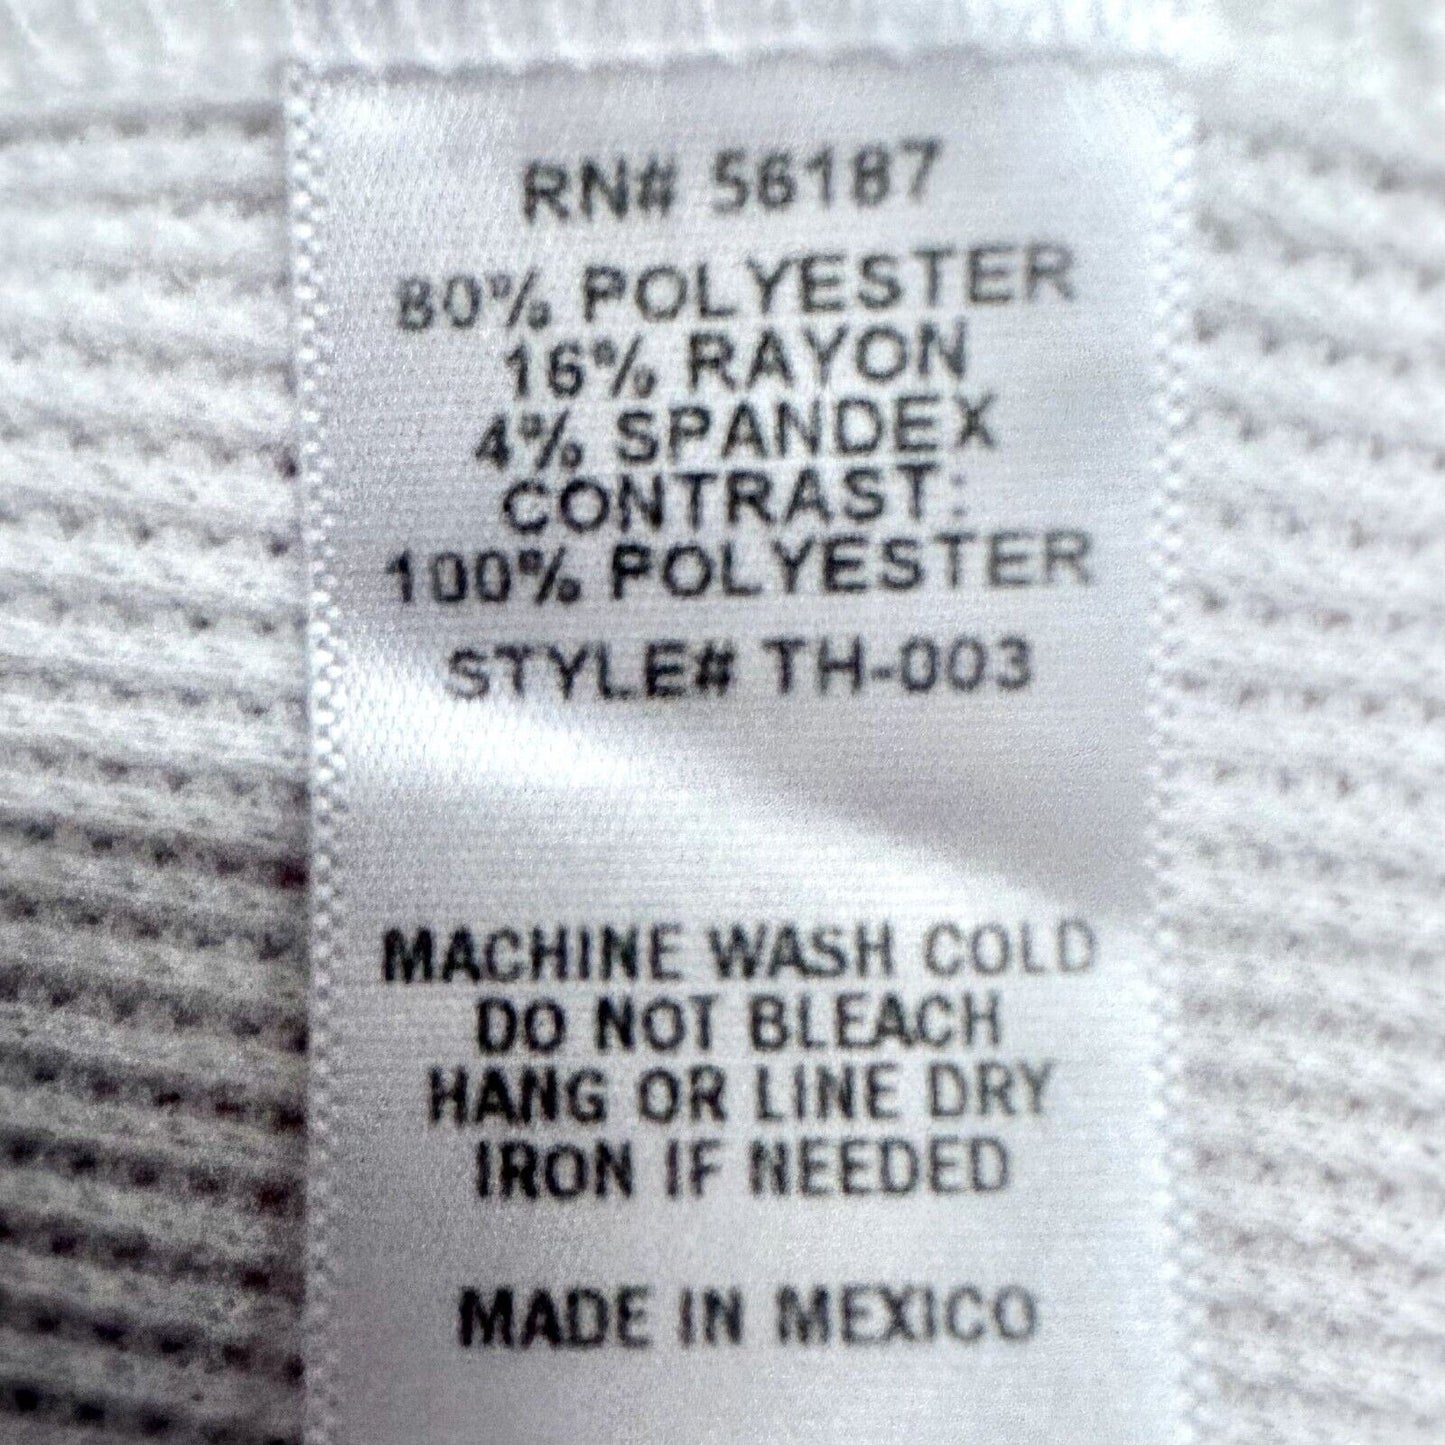 RN# 56187
80% POLYESTER
16% RAYON
4% SPANDEX
CONTRAST:
100% POLYESTER
STYLE# TH-003
MACHINE WASH COLD
DO NOT BLEACH
HANG OR LINE DRY
IRON IF NEEDED
MADE IN MEXICO